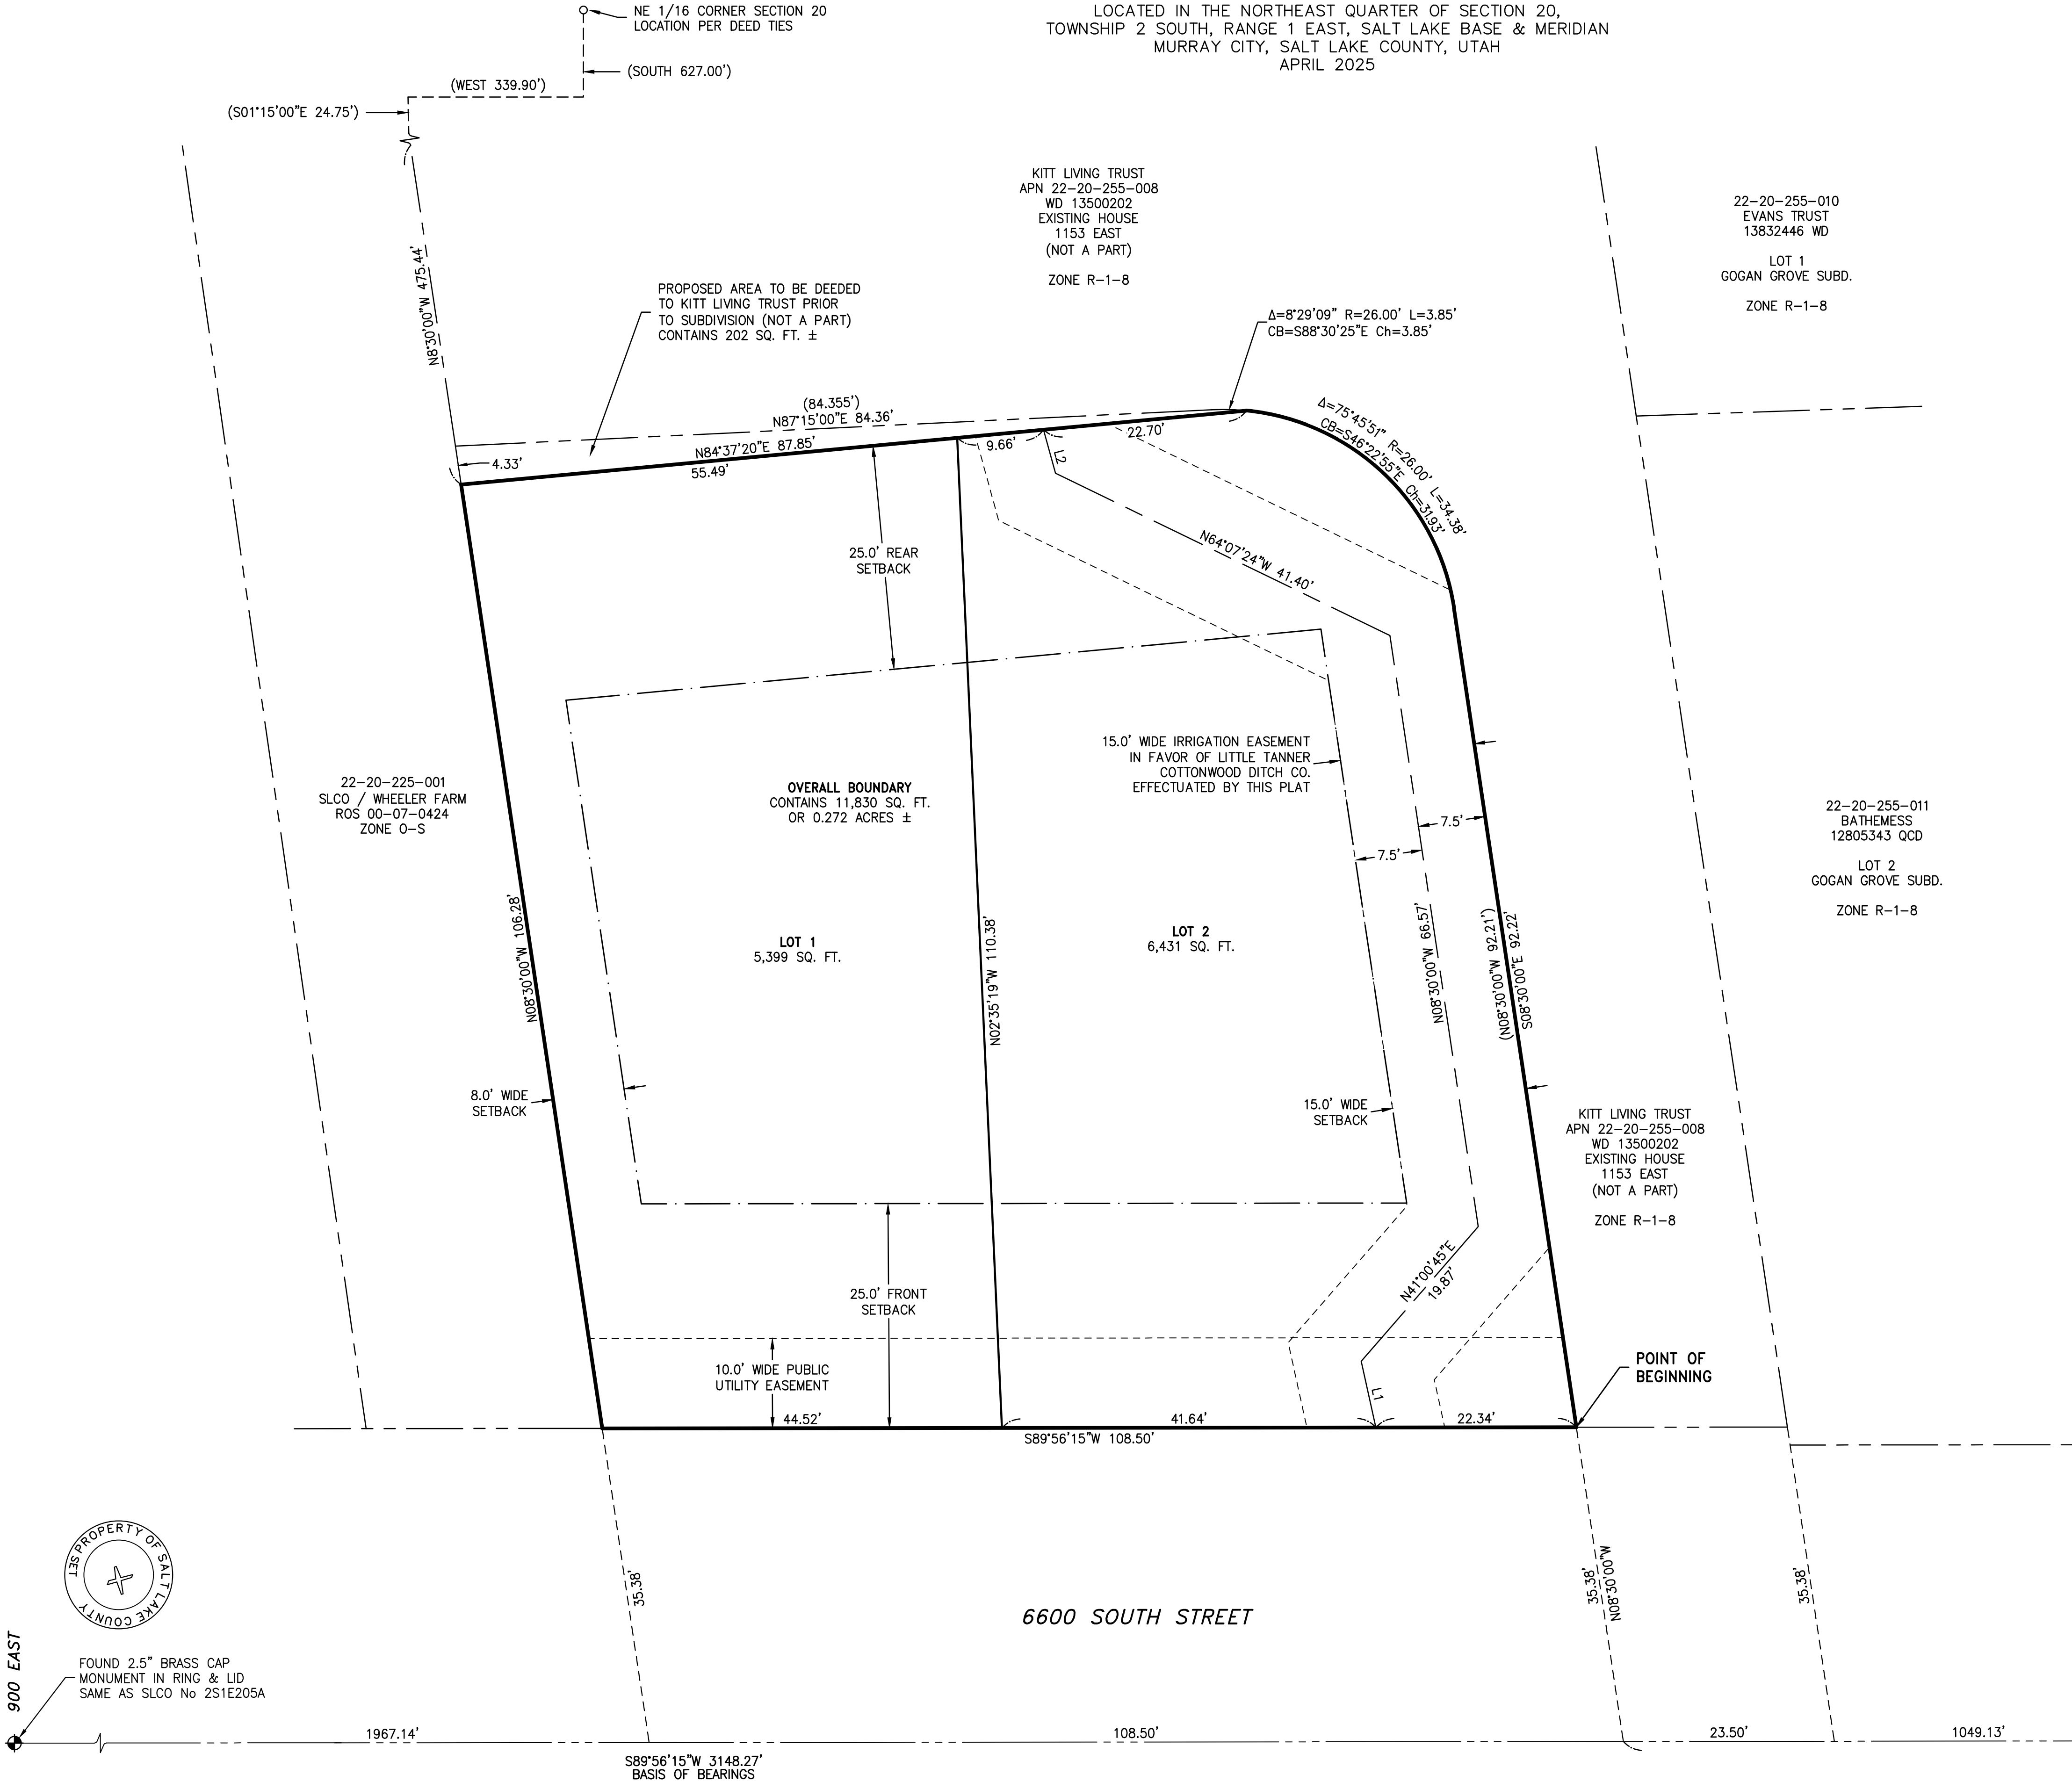 LOCATED IN THE NORTHEAST QUARTER OF SECTION 20,
TOWNSHIP 2 SOUTH, RANGE 1 EAST, SALT LAKE BASE & MERIDIAN
MURRAY CITY, SALT LAKE COUNTY, UTAH
APRIL 2025
NE 1/16 CORNER SECTION 20
LOCATION PER DEED TIES
(SOUTH 627.00')
(WEST 339.90')
(S01°15'00"E 24.75')
N8°30'00"W 475.44'
KITT LIVING TRUST
APN 22-20-255-008
WD 13500202
EXISTING HOUSE
1153 EAST
(NOT A PART)
ZONE R-1-8
22-20-255-010
EVANS TRUST
13832446 WD
LOT 1
GOGAN GROVE SUBD.
ZONE R-1-8
PROPOSED AREA TO BE DEEDED
TO KITT LIVING TRUST PRIOR
TO SUBDIVISION (NOT A PART)
CONTAINS 202 SQ. FT. ±
Δ=8°29'09" R=26.00' L=3.85'
CB=S88°30'25"E Ch=3.85'
(84.355')
N87°15'00"E 84.36'
N84°37'20"E 87.85'
4.33'
55.49'
9.66'
22.70'
L2
Δ=75°45'51" R=26.00' L=34.38'
CB=S46°22'55"E Ch=31.93'
25.0' REAR
SETBACK
N64°07'24"W 41.40'
15.0' WIDE IRRIGATION EASEMENT
IN FAVOR OF LITTLE TANNER
COTTONWOOD DITCH CO.
EFFECTUATED BY THIS PLAT
22-20-225-001
SLCO / WHEELER FARM
ROS 00-07-0424
ZONE O-S
OVERALL BOUNDARY
CONTAINS 11,830 SQ. FT.
OR 0.272 ACRES ±
7.5'
7.5'
22-20-255-011
BATHEMESS
12805343 QCD
LOT 2
GOGAN GROVE SUBD.
ZONE R-1-8
LOT 1
5,399 SQ. FT.
LOT 2
6,431 SQ. FT.
N08°30'00"W 106.28'
N02°35'19"W 110.38'
N08°30'00"W 66.57'
(N08°30'00"W 92.21')
S08°30'00"E 92.22'
8.0' WIDE
SETBACK
15.0' WIDE
SETBACK
KITT LIVING TRUST
APN 22-20-255-008
WD 13500202
EXISTING HOUSE
1153 EAST
(NOT A PART)
ZONE R-1-8
N41°00'45"E
19.87'
25.0' FRONT
SETBACK
10.0' WIDE PUBLIC
UTILITY EASEMENT
L1
POINT OF
BEGINNING
44.52'
41.64'
22.34'
S89°56'15"W 108.50'
35.38'
35.38'
N08°30'00"W
35.38'
6600 SOUTH STREET
PROPERTY OF SALT LAKE COUNTY
SET
900 EAST
FOUND 2.5" BRASS CAP
MONUMENT IN RING & LID
SAME AS SLCO No 2S1E205A
1967.14'
108.50'
23.50'
1049.13'
S89°56'15"W 3148.27'
BASIS OF BEARINGS